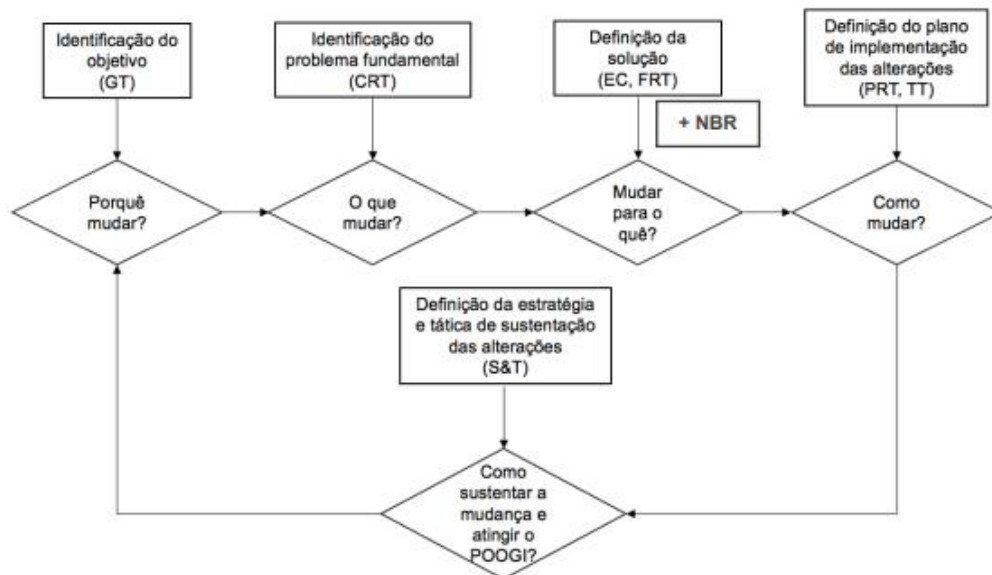 Identificação do
objetivo
(GT)
Identificação do
problema fundamental
(CRT)
Definição da
solução
(EC, FRT)
+ NBR
Definição do plano
de implementação
das alterações
(PRT, TT)
Porquê
mudar?
O que
mudar?
Mudar
para o
quê?
Como
mudar?
Definição da estratégia
e tática de sustentação
das alterações
(S&T)
Como
sustentar a
mudança e
atingir o
POOGI?